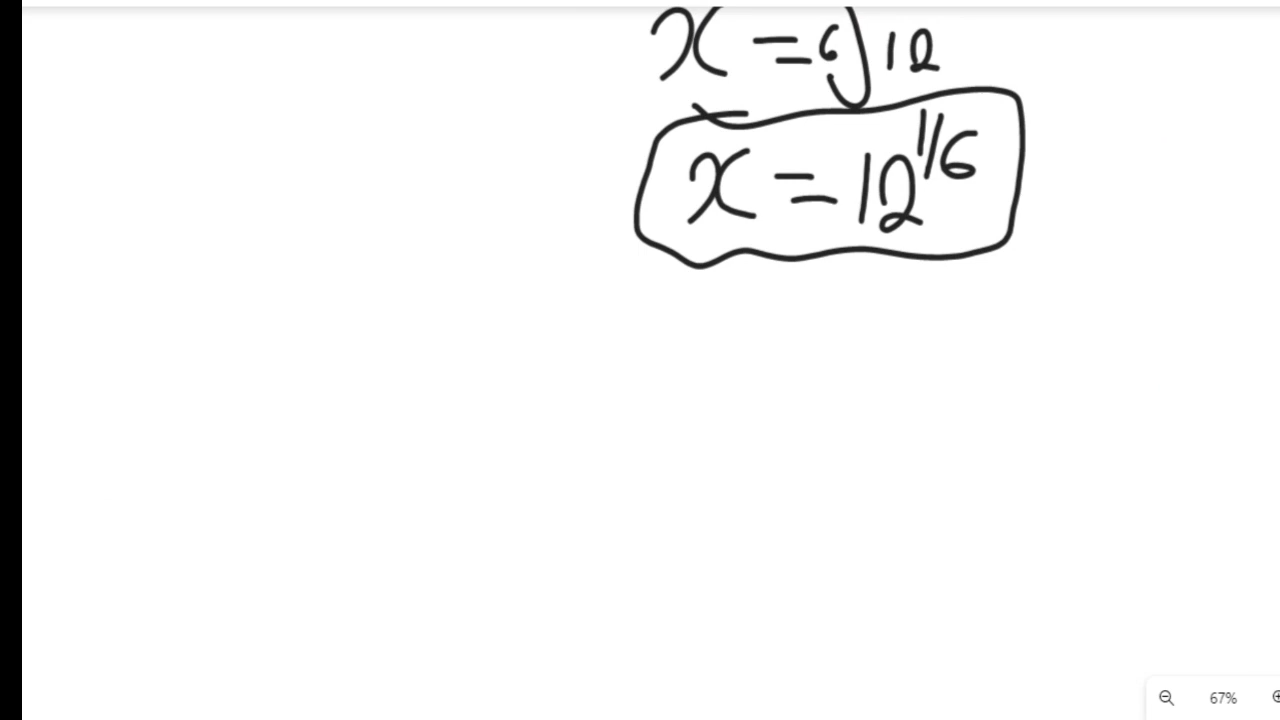 x = 6√12
x = 12^1/6
67%